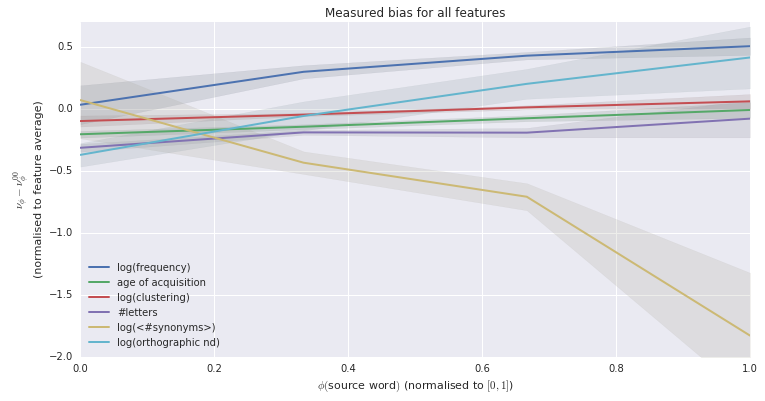 Measured bias for all features
0.5
0.0
−0.5
−1.0
−1.5
−2.0
ν_ϕ − ν_ϕ^00
(normalised to feature average)
log(frequency)
age of acquisition
log(clustering)
#letters
log(<#synonyms>)
log(orthographic nd)
0.0 0.2 0.4 0.6 0.8 1.0
ϕ(source word) (normalised to [0, 1])